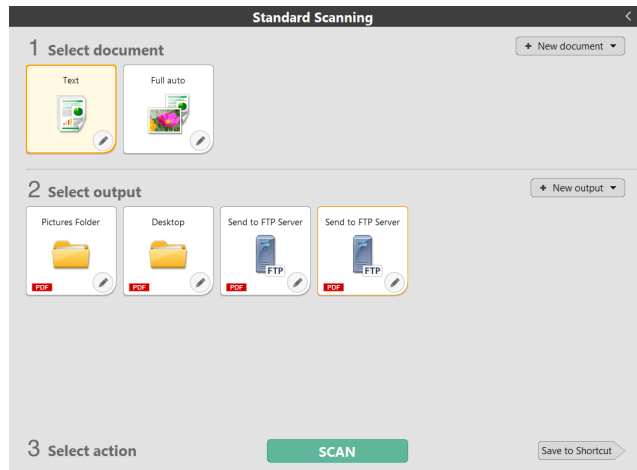 Standard Scanning
1 Select document
+ New document
Text
Full auto
2 Select output
+ New output
Pictures Folder
Desktop
Send to FTP Server
Send to FTP Server
FTP
FTP
PDF
PDF
PDF
PDF
3 Select action
SCAN
Save to Shortcut